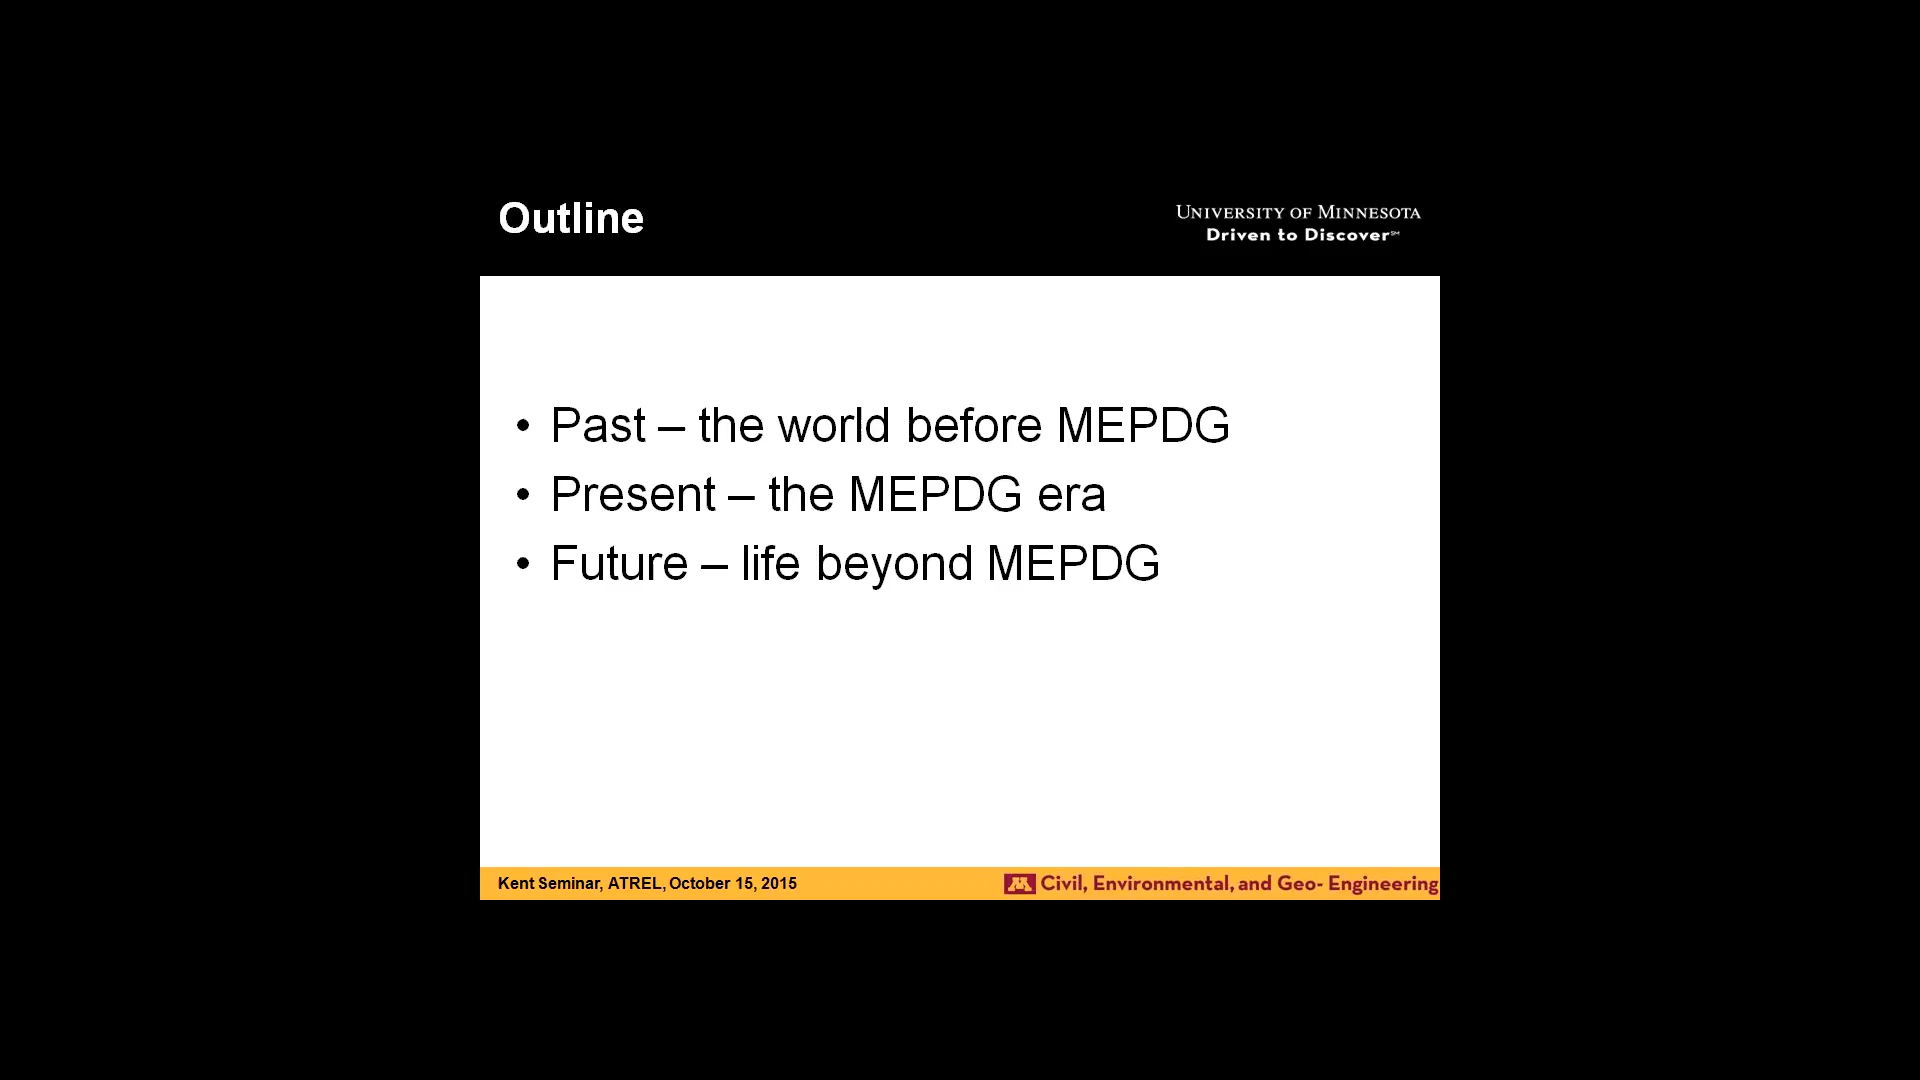 Outline
UNIVERSITY OF MINNESOTA
Driven to Discover℠
• Past – the world before MEPDG
• Present – the MEPDG era
• Future – life beyond MEPDG
Kent Seminar, ATREL, October 15, 2015
M Civil, Environmental, and Geo- Engineering